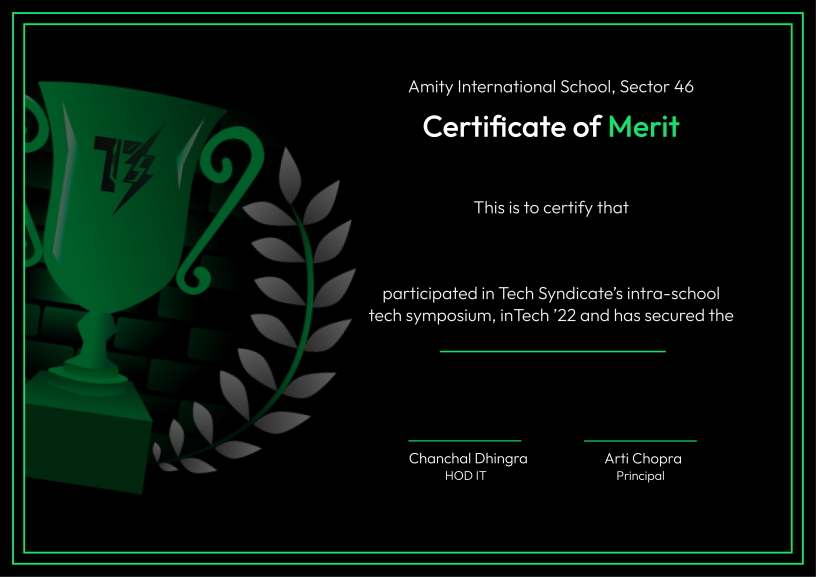 Amity International School, Sector 46
Certificate of Merit
This is to certify that
participated in Tech Syndicate’s intra-school
tech symposium, inTech ’22 and has secured the
Chanchal Dhingra
HOD IT
Arti Chopra
Principal